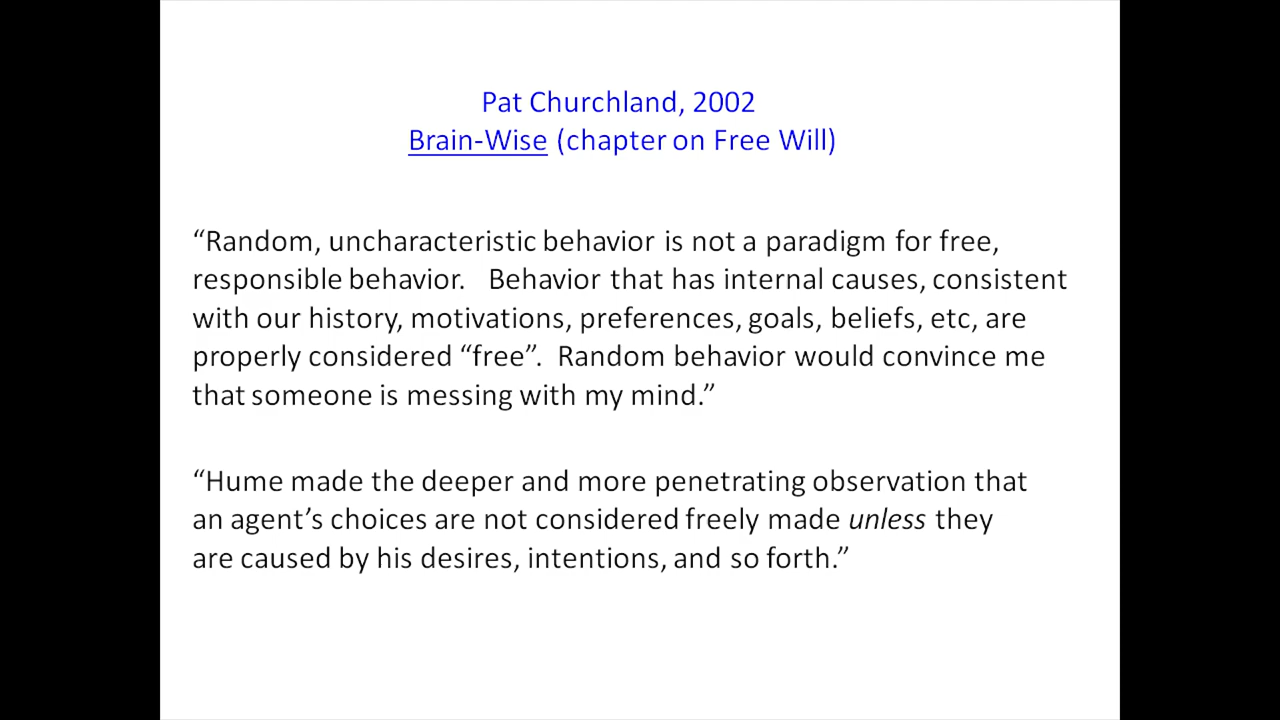 Pat Churchland, 2002
Brain-Wise (chapter on Free Will)
“Random, uncharacteristic behavior is not a paradigm for free,
responsible behavior.   Behavior that has internal causes, consistent
with our history, motivations, preferences, goals, beliefs, etc, are
properly considered “free”.  Random behavior would convince me
that someone is messing with my mind.”
“Hume made the deeper and more penetrating observation that
an agent’s choices are not considered freely made unless they
are caused by his desires, intentions, and so forth.”